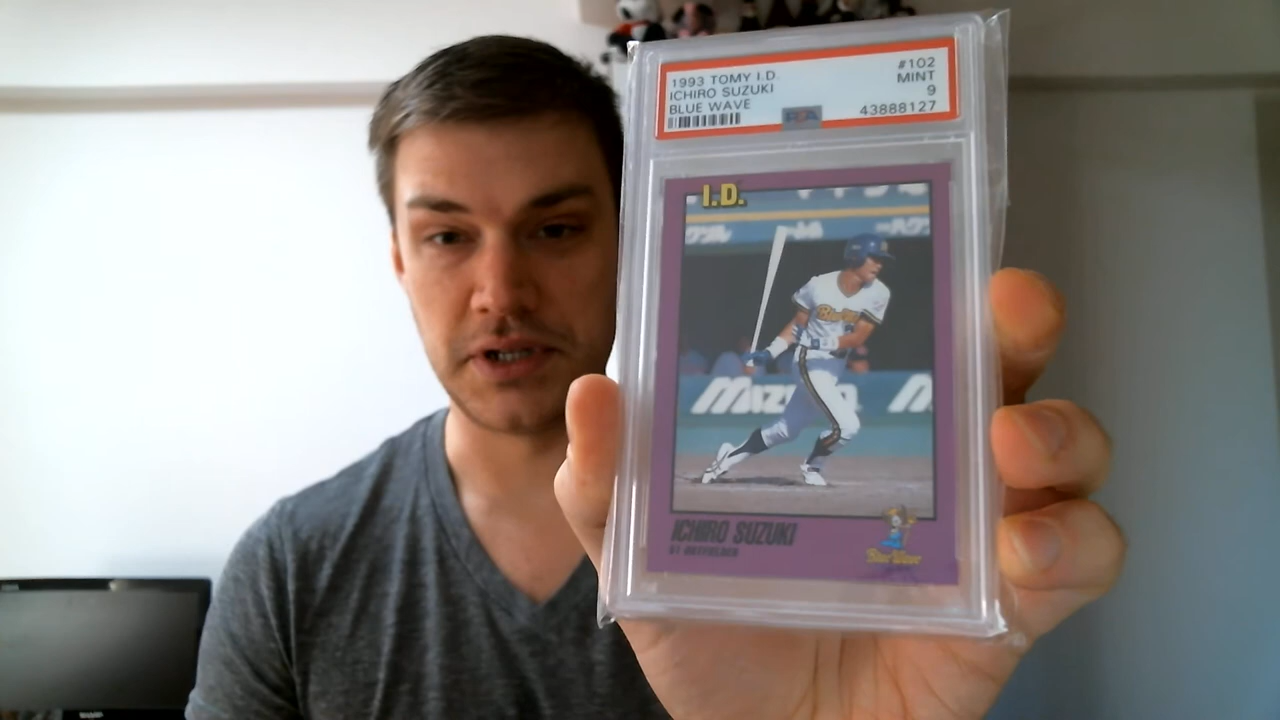 1993 TOMY I.D.
#102
ICHIRO SUZUKI
MINT
BLUE WAVE
9
PSA
43888127
I.D.
Mizuno
M
ICHIRO SUZUKI
51 OUTFIELDER
Blue Wave